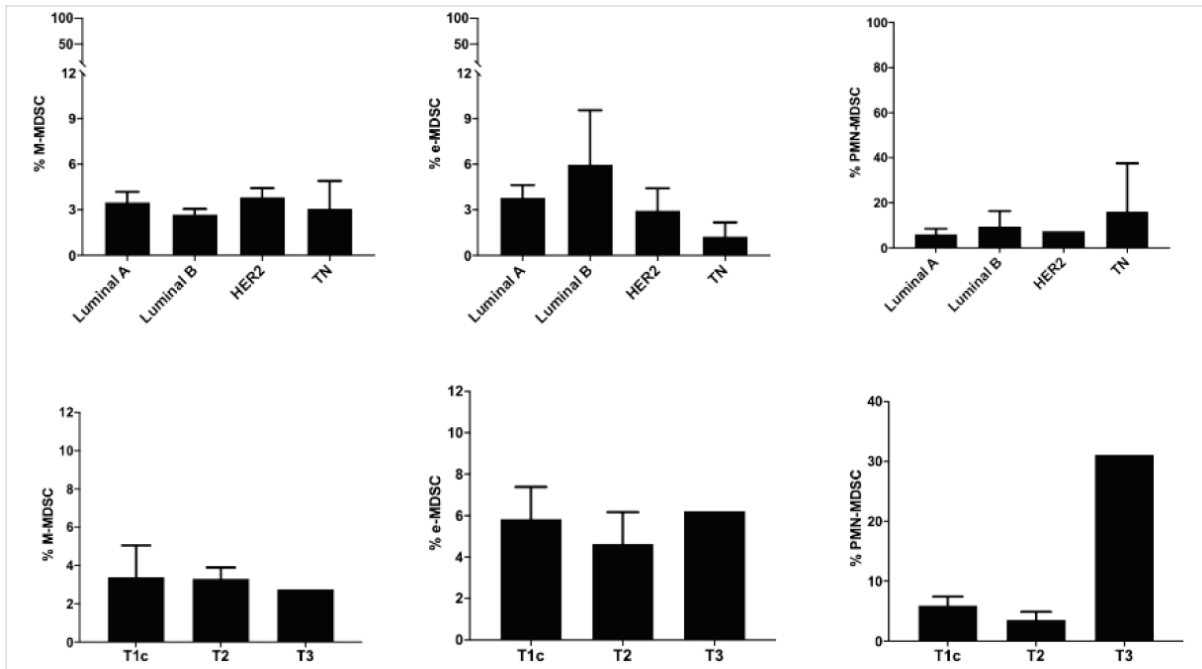 % M-MDSC
100
50
12
9
6
3
0
Luminal A
Luminal B
HER2
TN
% e-MDSC
100
50
12
9
6
3
0
Luminal A
Luminal B
HER2
TN
% PMN-MDSC
100
80
60
40
20
0
Luminal A
Luminal B
HER2
TN
% M-MDSC
12
10
8
6
4
2
0
T1c T2 T3
% e-MDSC
12
10
8
6
4
2
0
T1c T2 T3
% PMN-MDSC
40
30
20
10
0
T1c T2 T3